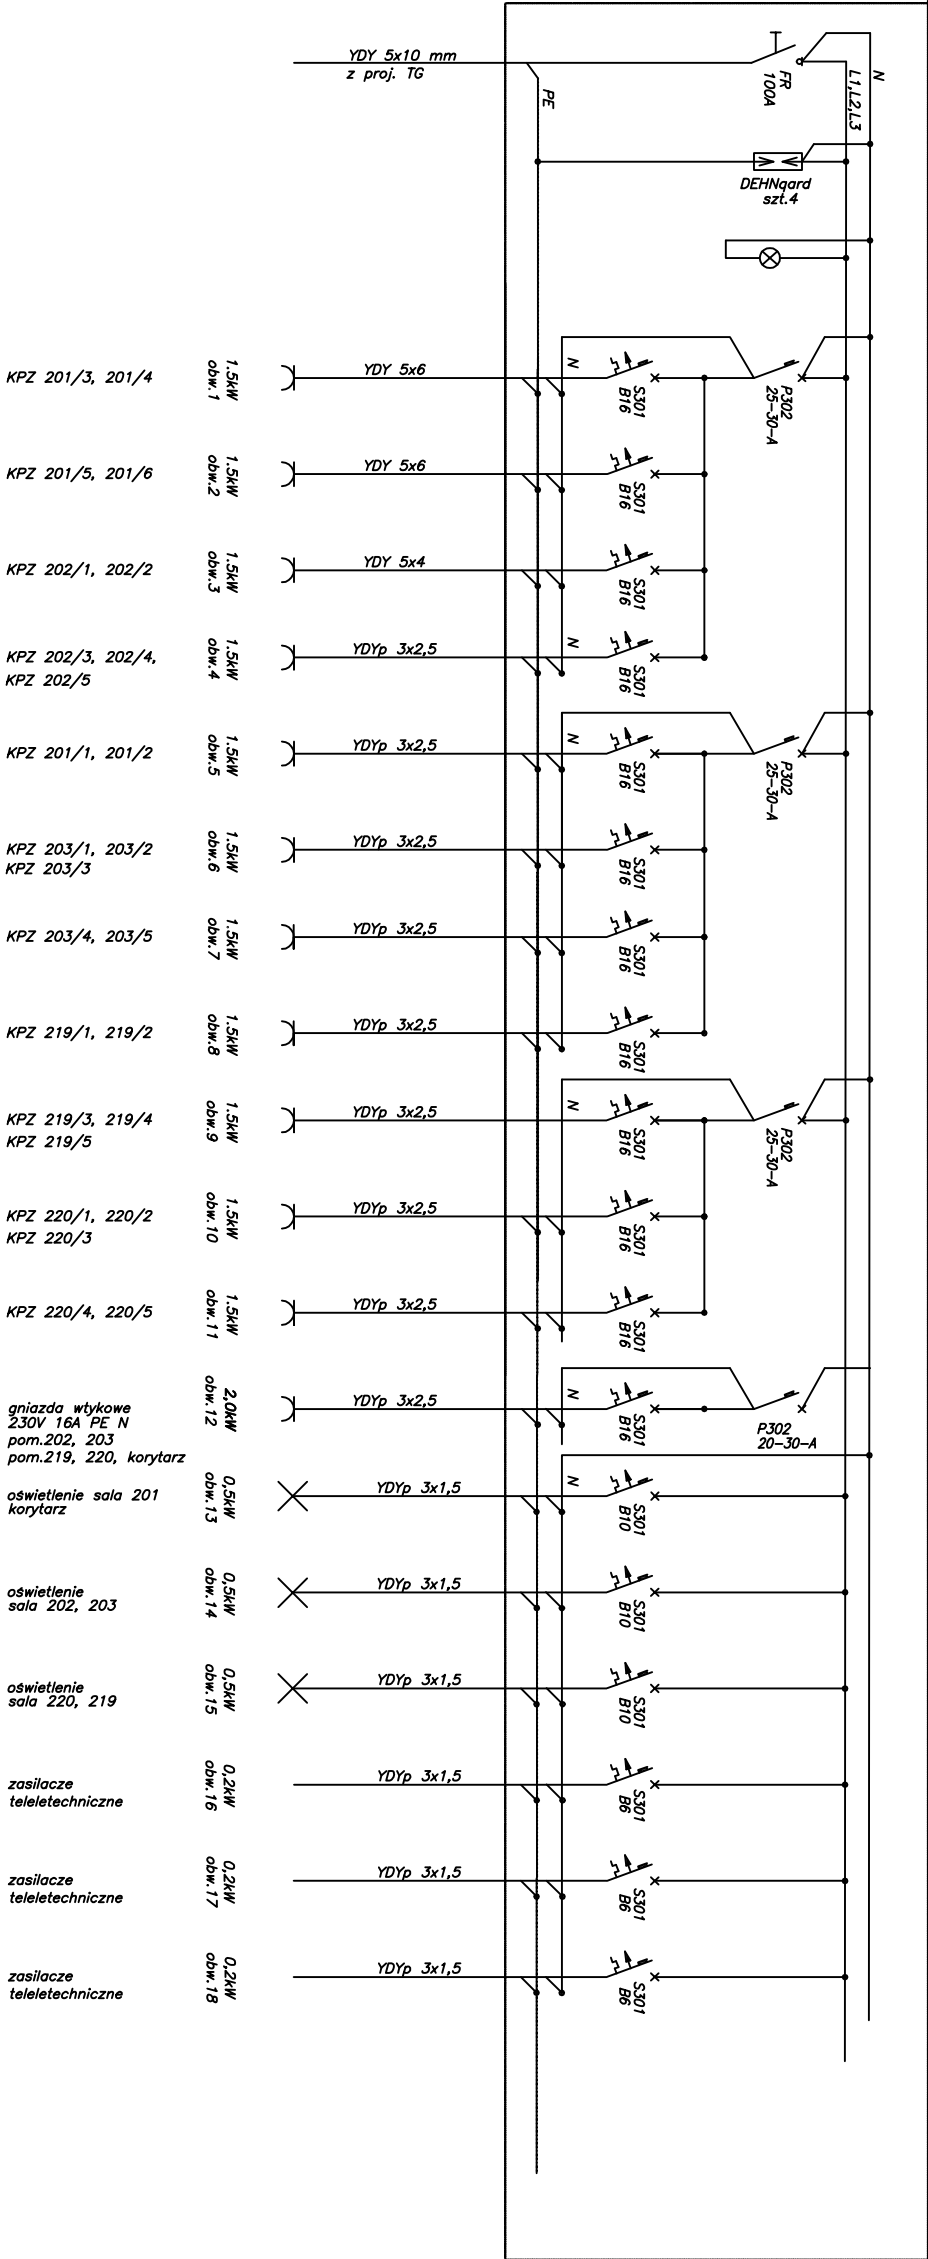 YDY 5x10 mm
z proj. TG
PE
FR
100A
N
L1,L2,L3
DEHNqard
szt.4
KPZ 201/3, 201/4
1.5kW
obw.1
YDY 5x6
N
S301
B16
P302
25-30-A
KPZ 201/5, 201/6
1.5kW
obw.2
YDY 5x6
S301
B16
KPZ 202/1, 202/2
1.5kW
obw.3
YDY 5x4
S301
B16
KPZ 202/3, 202/4,
KPZ 202/5
1.5kW
obw.4
YDYp 3x2,5
N
S301
B16
KPZ 201/1, 201/2
1.5kW
obw.5
YDYp 3x2,5
N
S301
B16
P302
25-30-A
KPZ 203/1, 203/2
KPZ 203/3
1.5kW
obw.6
YDYp 3x2,5
S301
B16
KPZ 203/4, 203/5
1.5kW
obw.7
YDYp 3x2,5
S301
B16
KPZ 219/1, 219/2
1.5kW
obw.8
YDYp 3x2,5
S301
B16
KPZ 219/3, 219/4
KPZ 219/5
1.5kW
obw.9
YDYp 3x2,5
N
S301
B16
P302
25-30-A
KPZ 220/1, 220/2
KPZ 220/3
1.5kW
obw.10
YDYp 3x2,5
S301
B16
KPZ 220/4, 220/5
1.5kW
obw.11
YDYp 3x2,5
S301
B16
gniazda wtykowe
230V 16A PE N
pom.202, 203
pom.219, 220, korytarz
2,0kW
obw.12
YDYp 3x2,5
N
S301
B16
P302
20-30-A
oświetlenie sala 201
korytarz
0,5kW
obw.13
YDYp 3x1,5
N
S301
B10
oświetlenie
sala 202, 203
0,5kW
obw.14
YDYp 3x1,5
S301
B10
oświetlenie
sala 220, 219
0,5kW
obw.15
YDYp 3x1,5
S301
B10
zasilacze
teleletechniczne
0,2kW
obw.16
YDYp 3x1,5
S301
B6
zasilacze
teleletechniczne
0,2kW
obw.17
YDYp 3x1,5
S301
B6
zasilacze
teleletechniczne
0,2kW
obw.18
YDYp 3x1,5
S301
B6